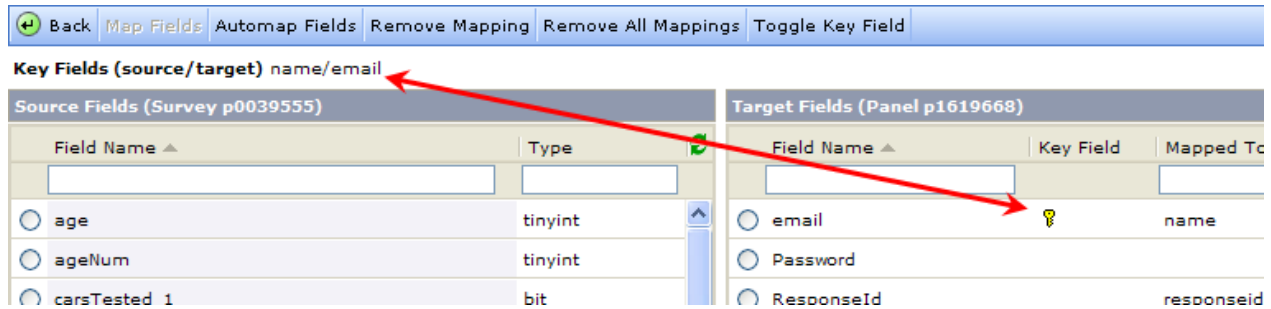 Back Map Fields Automap Fields Remove Mapping Remove All Mappings Toggle Key Field
Key Fields (source/target) name/email
Source Fields (Survey p0039555) Target Fields (Panel p1619668)
Field Name Type Field Name Key Field Mapped To
age tinyint email name
ageNum tinyint Password
carsTested_1 bit ResponseId responseid